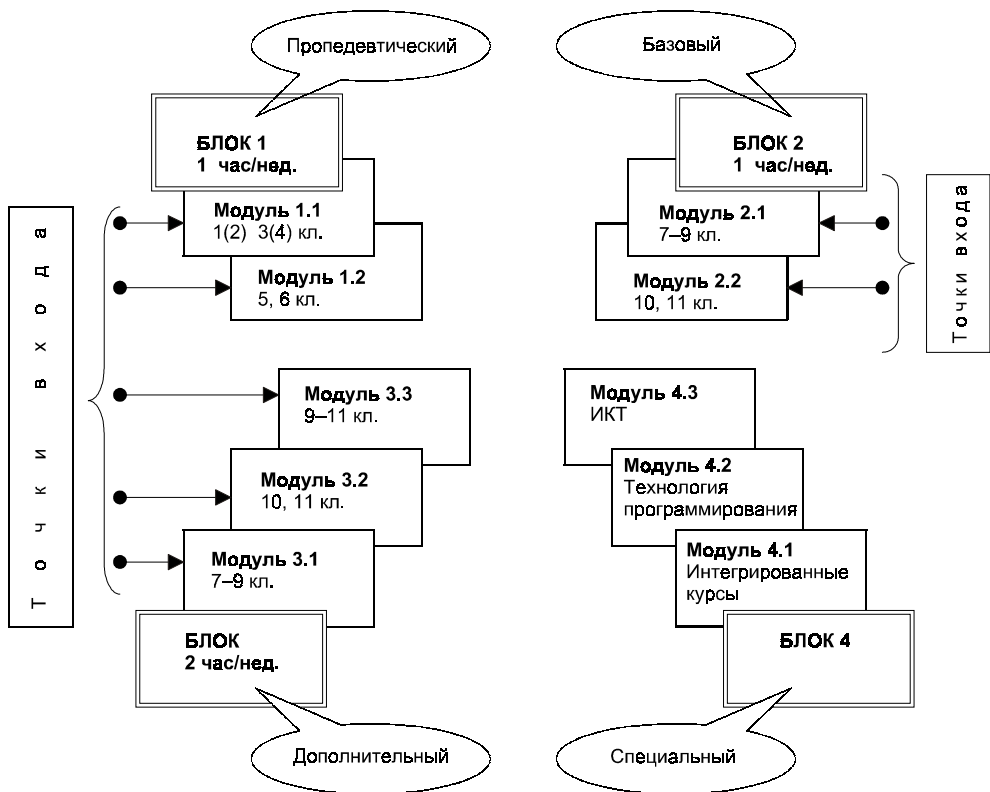 Пропедевтический
Базовый
БЛОК 1
1 час/нед.
БЛОК 2
1 час/нед.
Модуль 1.1
1(2) 3(4) кл.
Модуль 1.2
5, 6 кл.
Модуль 2.1
7–9 кл.
Модуль 2.2
10, 11 кл.
Точки входа
Точки входа
Модуль 3.3
9–11 кл.
Модуль 3.2
10, 11 кл.
Модуль 3.1
7–9 кл.
БЛОК
2 час/нед.
Модуль 4.3
ИКТ
Модуль 4.2
Технология
программирования
Модуль 4.1
Интегрированные
курсы
БЛОК 4
Дополнительный
Специальный